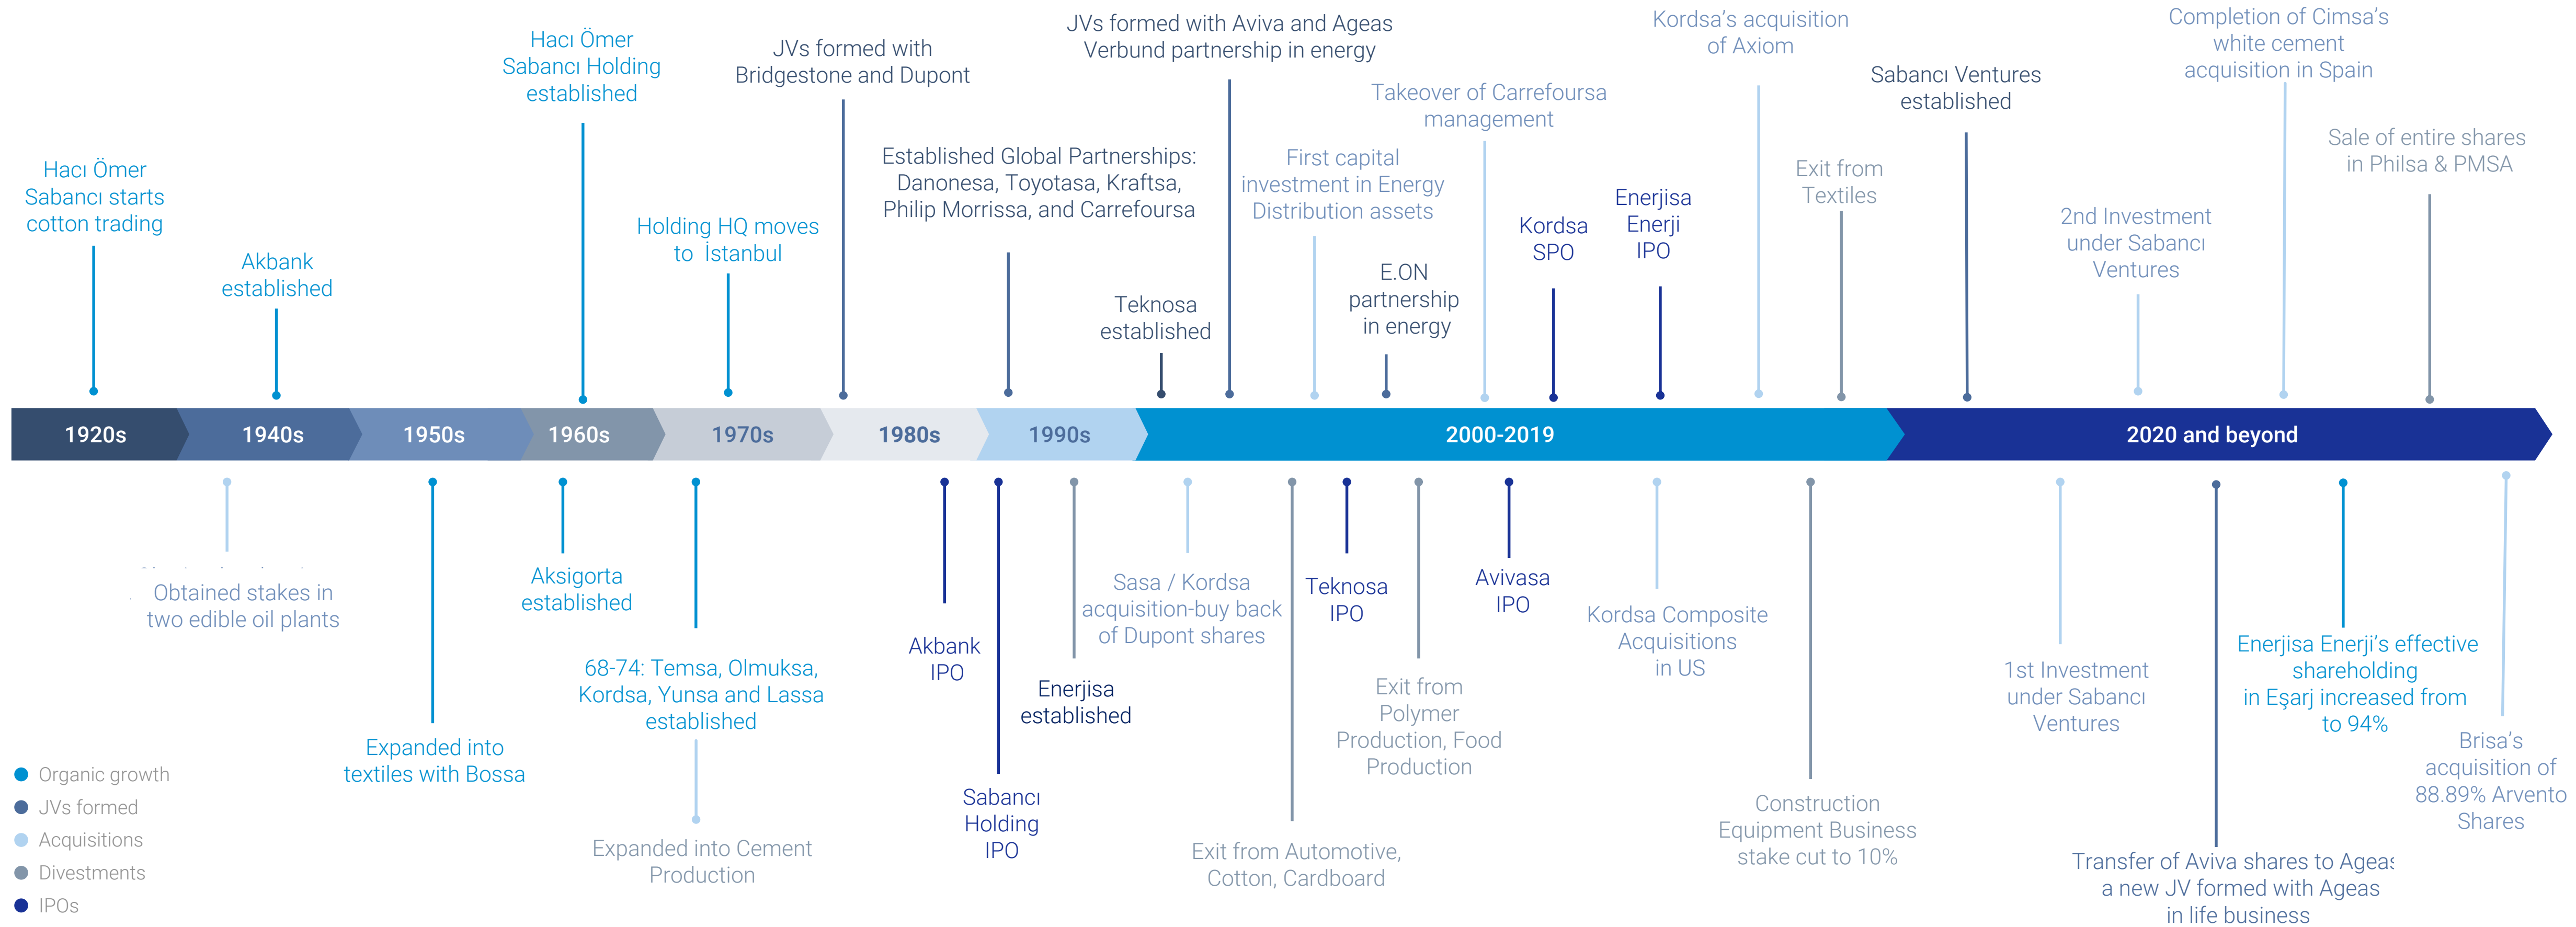 Hacı Ömer
Sabancı starts
cotton trading
Akbank
established
Hacı Ömer
Sabancı Holding
established
Holding HQ moves
to İstanbul
JVs formed with
Bridgestone and Dupont
Established Global Partnerships:
Danonesa, Toyotasa, Kraftsa,
Philip Morrissa, and Carrefoursa
JVs formed with Aviva and Ageas
Verbund partnership in energy
Teknosa
established
First capital
investment in Energy
Distribution assets
E.ON
partnership
in energy
Takeover of Carrefoursa
management
Kordsa
SPO
Enerjisa
Enerji
IPO
Kordsa's acquisition
of Axiom
Exit from
Textiles
Sabancı Ventures
established
2nd Investment
under Sabancı
Ventures
Completion of Cimsa's
white cement
acquisition in Spain
Sale of entire shares
in Philsa & PMSA
1920s
1940s
1950s
1960s
1970s
1980s
1990s
2000-2019
2020 and beyond
Obtained stakes in
two edible oil plants
Expanded into
textiles with Bossa
Aksigorta
established
68-74: Temsa, Olmuksa,
Kordsa, Yunsa and Lassa
established
Expanded into Cement
Production
Akbank
IPO
Sabancı
Holding
IPO
Enerjisa
established
Sasa / Kordsa
acquisition-buy back
of Dupont shares
Exit from Automotive,
Cotton, Cardboard
Teknosa
IPO
Exit from
Polymer
Production, Food
Production
Avivasa
IPO
Kordsa Composite
Acquisitions
in US
Construction
Equipment Business
stake cut to 10%
1st Investment
under Sabancı
Ventures
Transfer of Aviva shares to Ageas
a new JV formed with Ageas
in life business
Enerjisa Enerji's effective
shareholding
in Eşarj increased from
to 94%
Brisa's
acquisition of
88.89% Arvento
Shares
Organic growth
JVs formed
Acquisitions
Divestments
IPOs